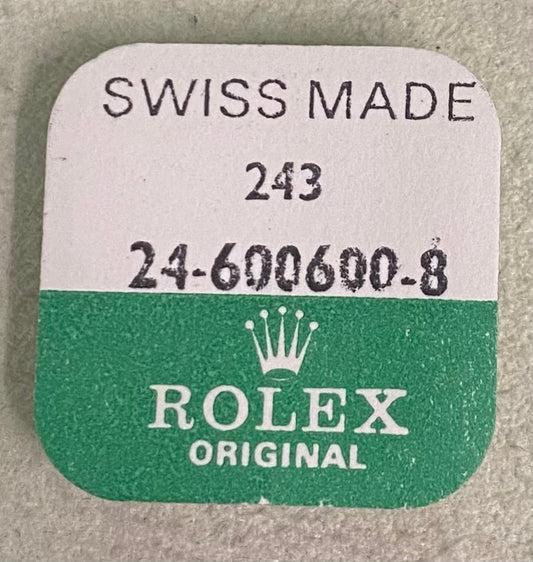 SWISS MADE
243
24-600600-8
ROLEX
ORIGINAL